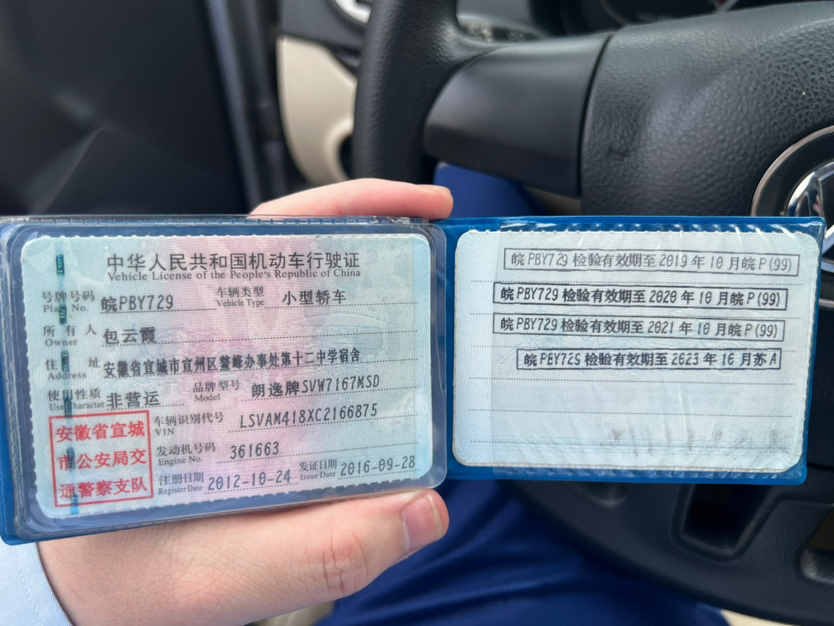 中华人民共和国机动车行驶证
Vehicle License of the People's Republic of China
号牌号码 皖PBY729 车辆类型 小型轿车
Plate No. Vehicle Type
所有人 包云霞
Owner
住址 安徽省宣城市宣州区鳌峰办事处第十二中学宿舍
Address
使用性质 非营运 品牌型号 朗逸牌SVW7167MSD
Use Character Model
安徽省宣城
市公安局交
通警察支队
车辆识别代号 LSVAM418XC2166875
VIN
发动机号码 361663
Engine No.
注册日期 2012-10-24 发证日期 2016-09-28
Register Date Issue Date
皖PBY729检验有效期至2019年10月皖P(99)
皖PBY729检验有效期至2020年10月皖P(99)
皖PBY729检验有效期至2021年10月皖P(99)
皖PBY729检验有效期至2023年10月苏A